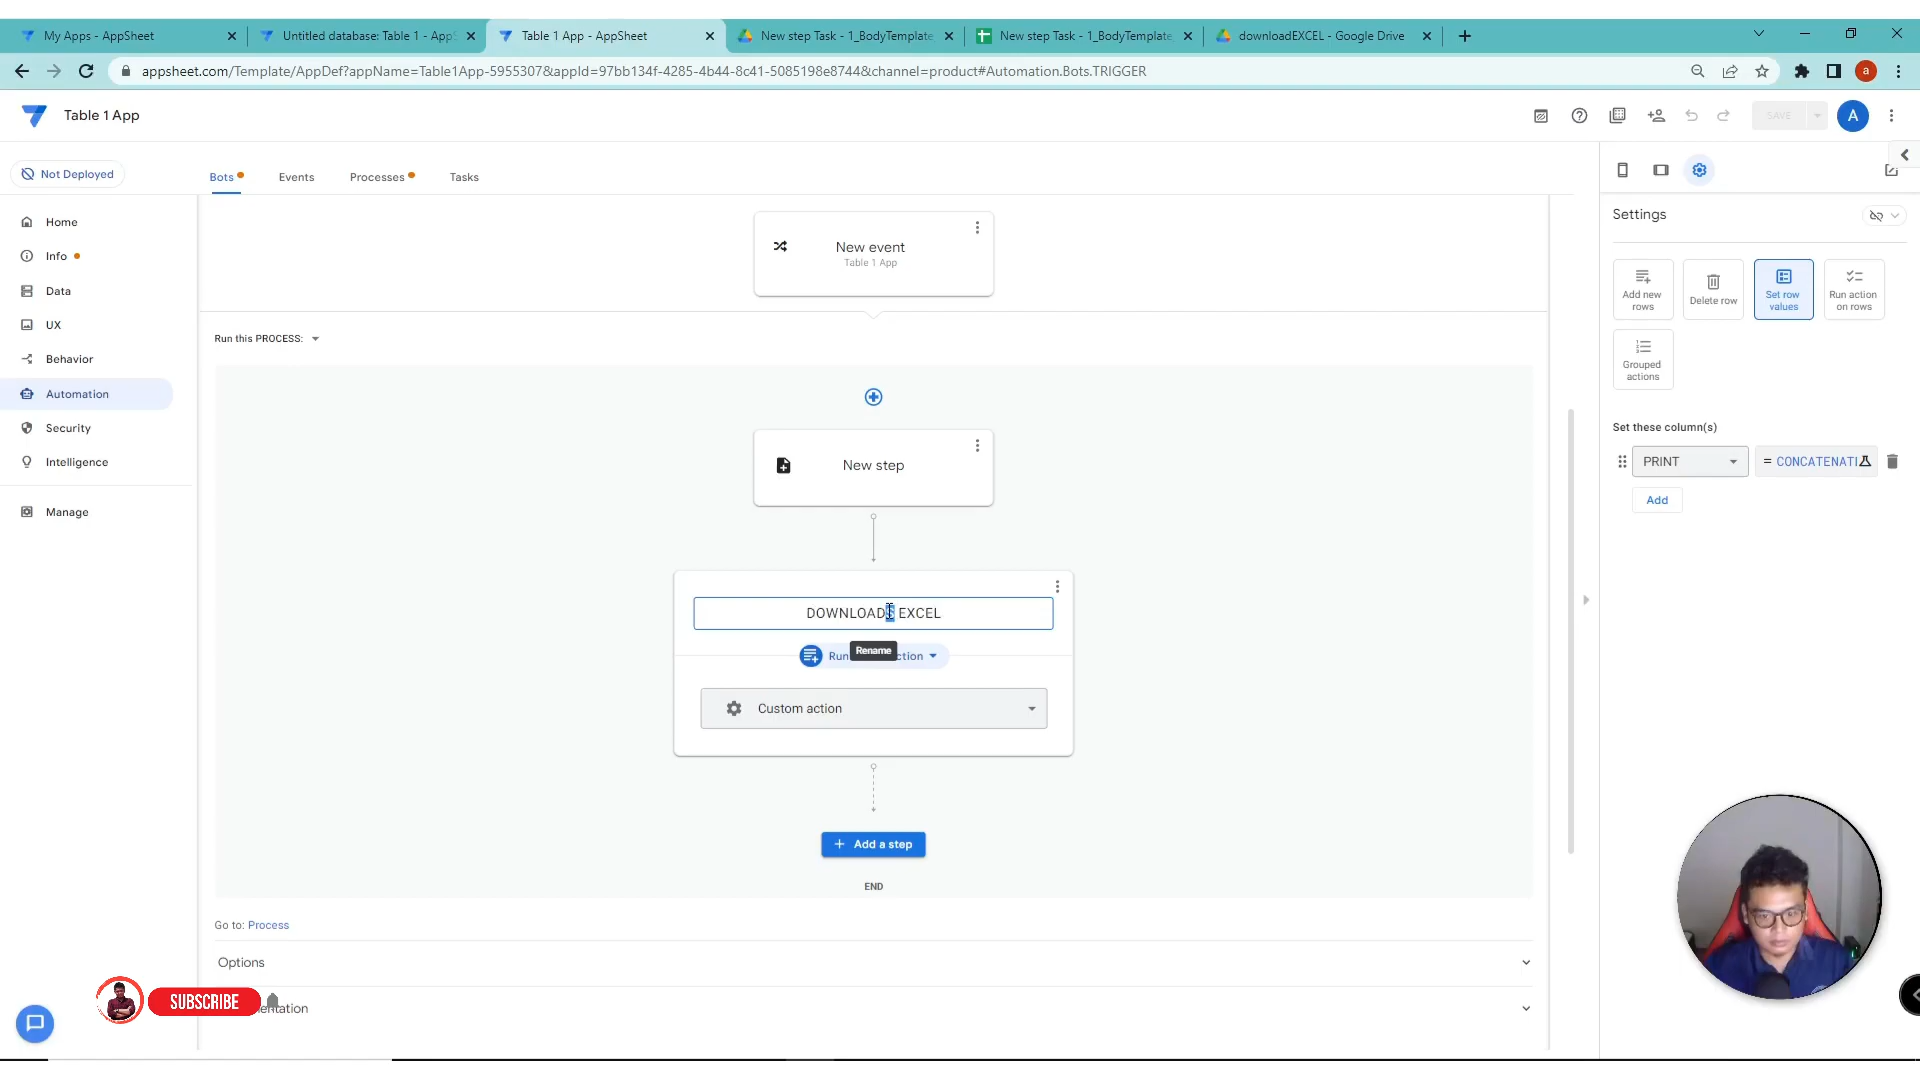 My Apps - AppSheet
Untitled database: Table 1 - AppS
Table 1 App - AppSheet
New step Task - 1_BodyTemplate
New step Task - 1_BodyTemplate
downloadEXCEL - Google Drive
appsheet.com/Template/AppDef?appName=Table1App-5955307&appId=97bb134f-4285-4b44-8c41-5085198e8744&channel=product#Automation.Bots.TRIGGER
a
Table 1 App
SAVE
A
Not Deployed
Bots
Events
Processes
Tasks
Home
Info
Data
UX
Behavior
Automation
Security
Intelligence
Manage
New event
Table 1 App
Run this PROCESS:
New step
DOWNLOADS EXCEL
Rename
Run
ction
Custom action
Add a step
END
Go to: Process
Options
entation
SUBSCRIBE
Settings
Add new rows
Delete row
Set row values
Run action on rows
Grouped actions
Set these column(s)
PRINT
= CONCATENATI
Add